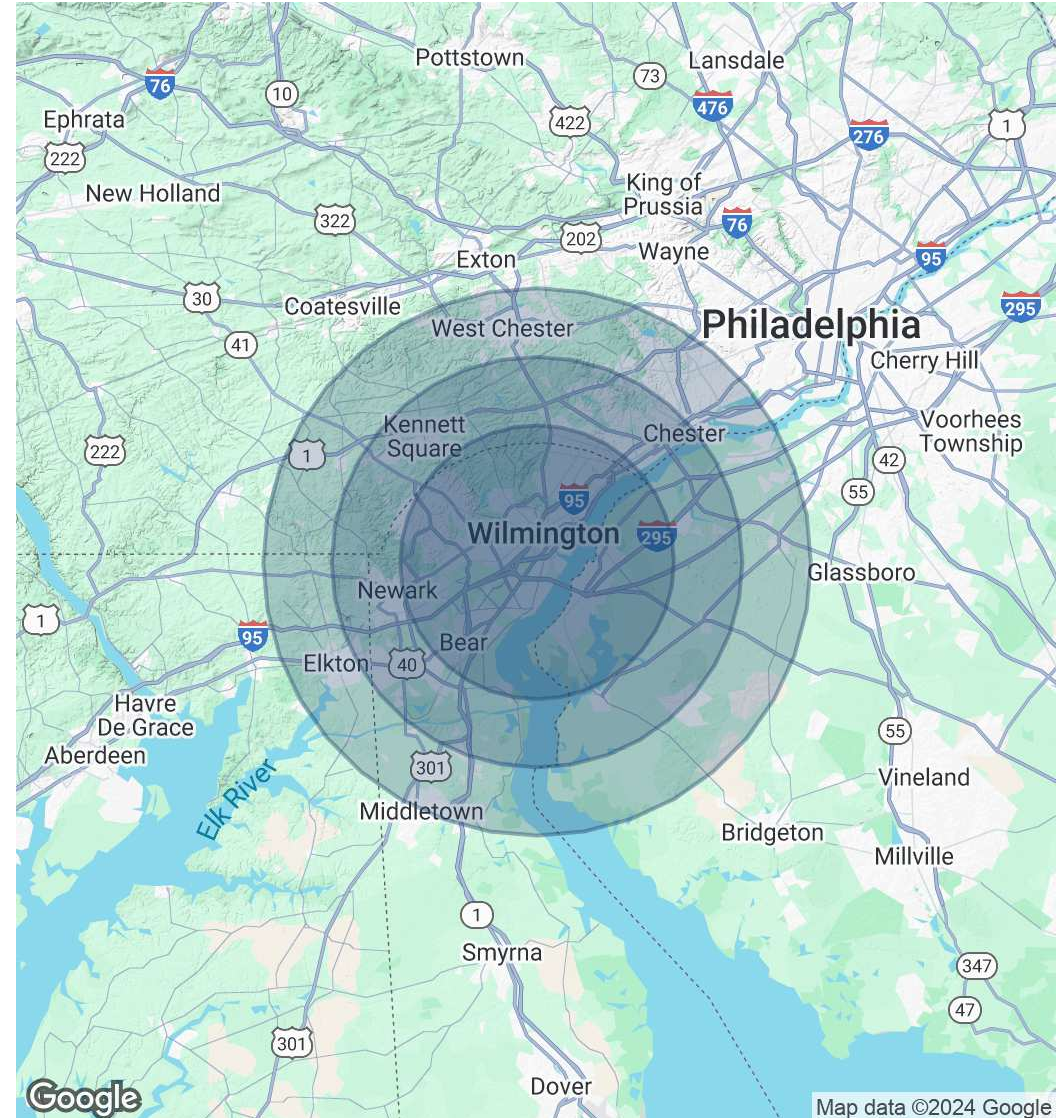 Pottstown
Lansdale
73
76
10
476
Ephrata
422
276
1
222
King of
Prussia
New Holland
322
76
202
Wayne
Exton
95
30
Coatesville
295
West Chester
Philadelphia
41
Cherry Hill
Kennett
Square
Chester
Voorhees
Township
222
1
42
95
55
Wilmington
295
Newark
Glassboro
1
95
Bear
Elkton
40
Havre
De Grace
55
Aberdeen
301
Vineland
Elk River
Middletown
Bridgeton
Millville
1
Smyrna
347
47
301
Dover
Google
Map data ©2024 Google